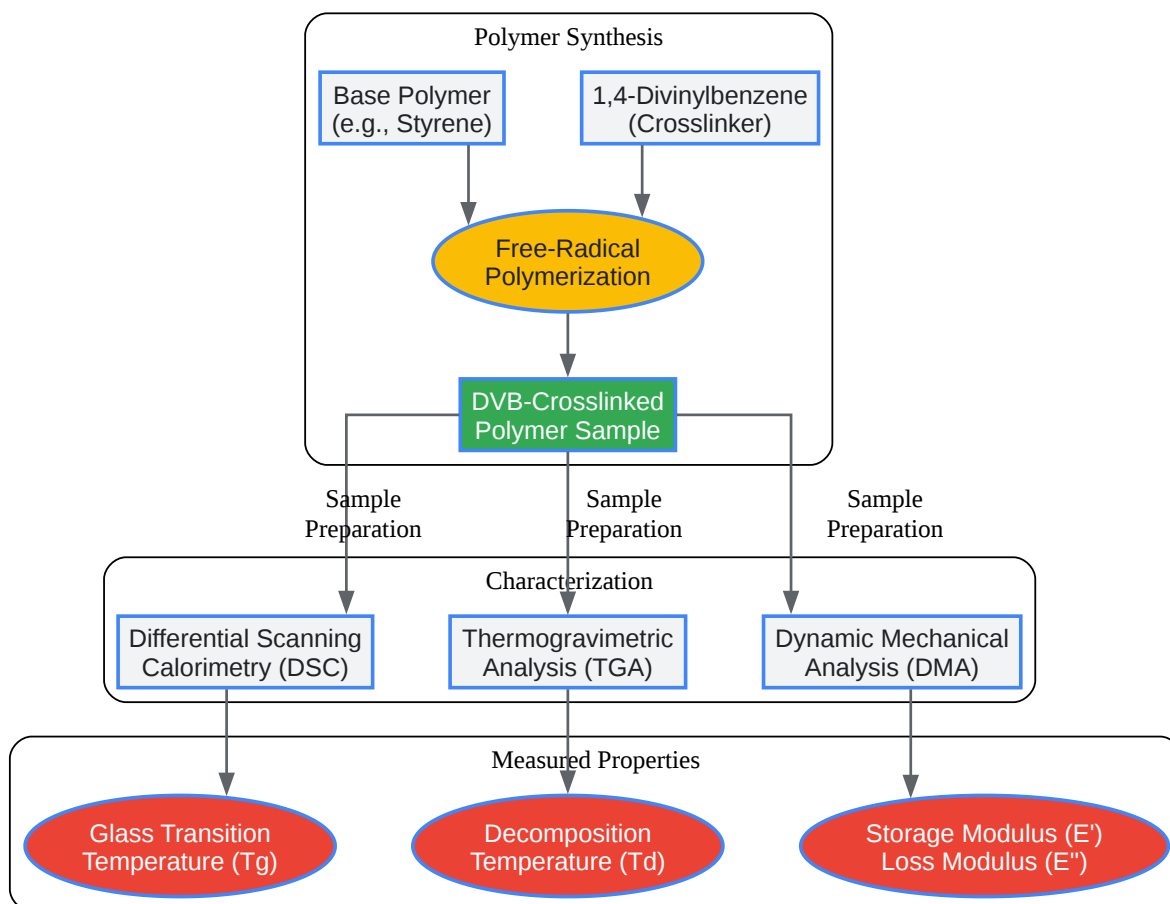 Polymer Synthesis
Base Polymer
(e.g., Styrene)
1,4-Divinylbenzene
(Crosslinker)
Free-Radical
Polymerization
DVB-Crosslinked
Polymer Sample
Sample
Preparation
Sample
Preparation
Sample
Preparation
Characterization
Differential Scanning
Calorimetry (DSC)
Thermogravimetric
Analysis (TGA)
Dynamic Mechanical
Analysis (DMA)
Measured Properties
Glass Transition
Temperature (Tg)
Decomposition
Temperature (Td)
Storage Modulus (E')
Loss Modulus (E'')